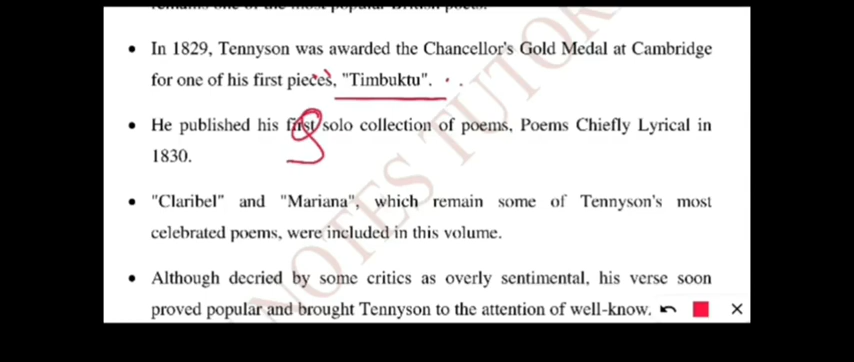 • In 1829, Tennyson was awarded the Chancellor's Gold Medal at Cambridge
for one of his first pieces, "Timbuktu".
• He published his first solo collection of poems, Poems Chiefly Lyrical in
1830.
• "Claribel" and "Mariana", which remain some of Tennyson's most
celebrated poems, were included in this volume.
• Although decried by some critics as overly sentimental, his verse soon
proved popular and brought Tennyson to the attention of well-know.
NOTES TUTOR